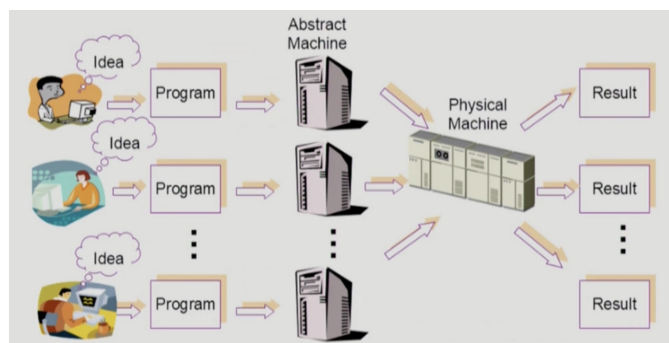 Abstract
Machine
Idea
Program
Physical
Machine
Result
Idea
Program
Result
Idea
Program
Result